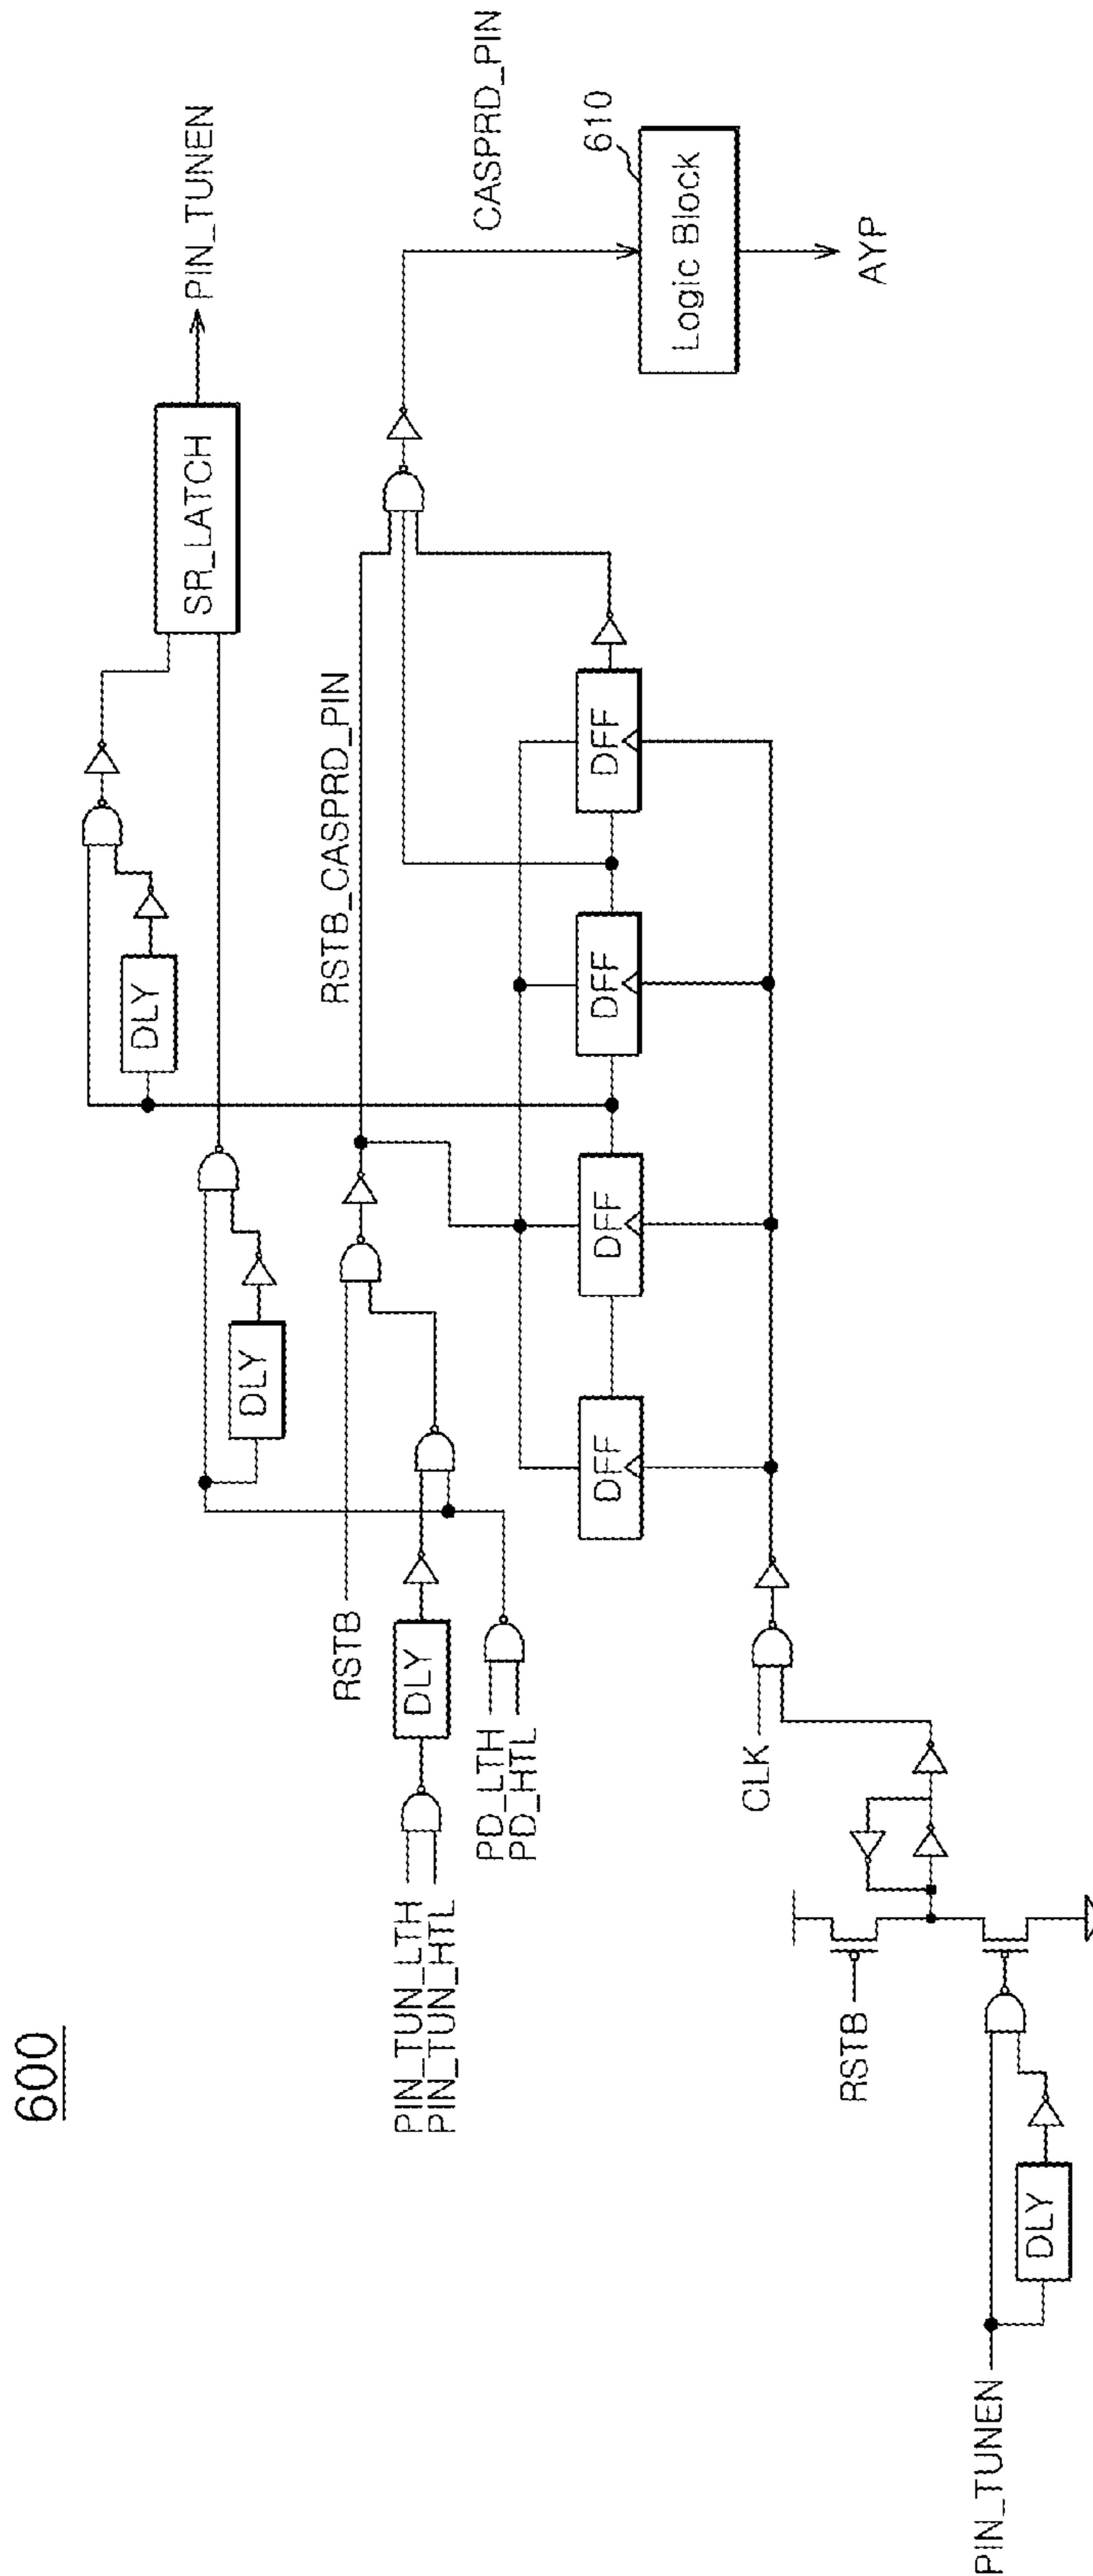 600
PIN_TUNEN
SR_LATCH
DLY
CASPRD_PIN
610
Logic Block
AYP
RSTB_CASPRD_PIN
DLY
RSTB
PIN_TUN_LTH
PIN_TUN_HTL
DLY
PD_LTH
PD_HTL
DFF
DFF
DFF
DFF
CLK
RSTB
PIN_TUNEN
DLY